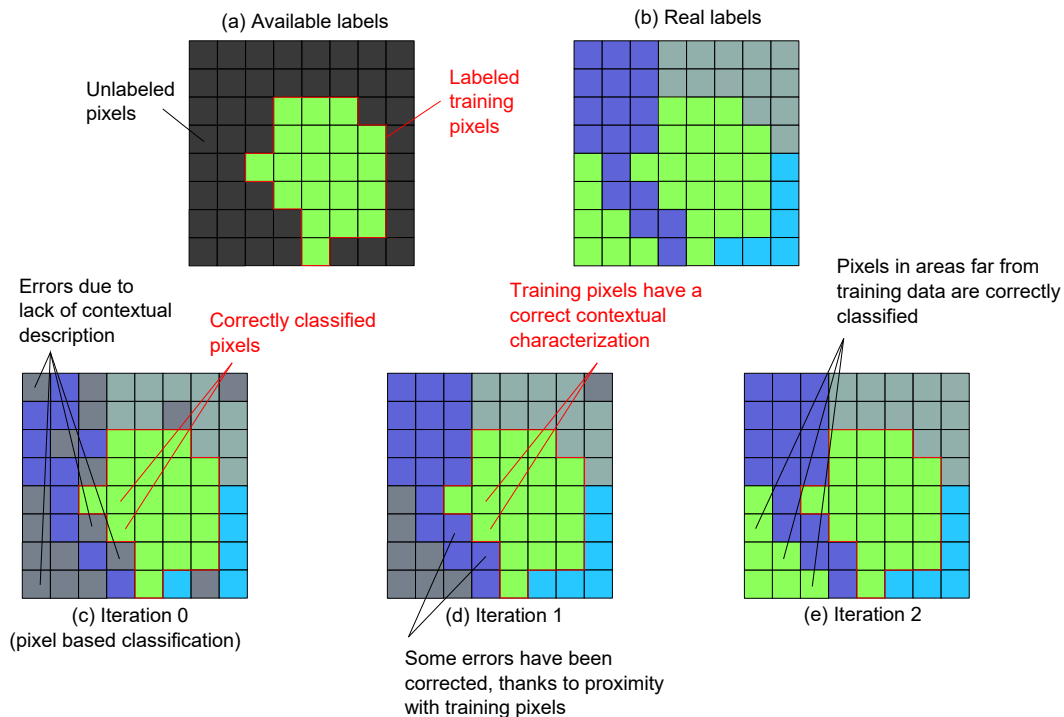 (a) Available labels
(b) Real labels
Unlabeled
pixels
Labeled
training
pixels
Errors due to
lack of contextual
description
Correctly classified
pixels
Training pixels have a
correct contextual
characterization
Pixels in areas far from
training data are correctly
classified
(c) Iteration 0
(pixel based classification)
(d) Iteration 1
(e) Iteration 2
Some errors have been
corrected, thanks to proximity
with training pixels